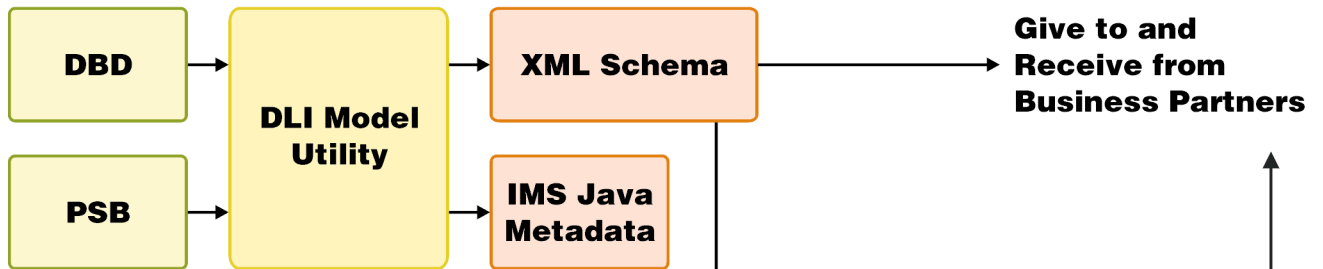 DBD
DLI Model
Utility
XML Schema
Give to and
Receive from
Business Partners
PSB
IMS Java
Metadata